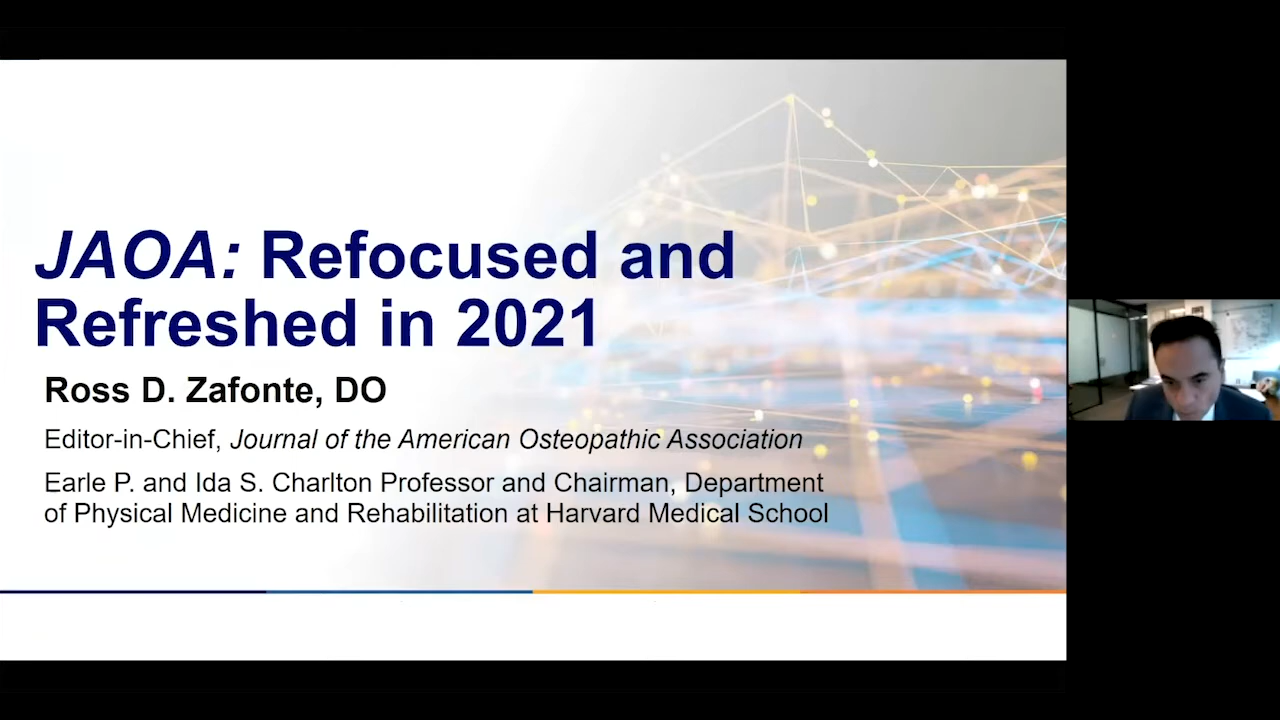 JAOA: Refocused and
Refreshed in 2021
Ross D. Zafonte, DO
Editor-in-Chief, Journal of the American Osteopathic Association
Earle P. and Ida S. Charlton Professor and Chairman, Department
of Physical Medicine and Rehabilitation at Harvard Medical School